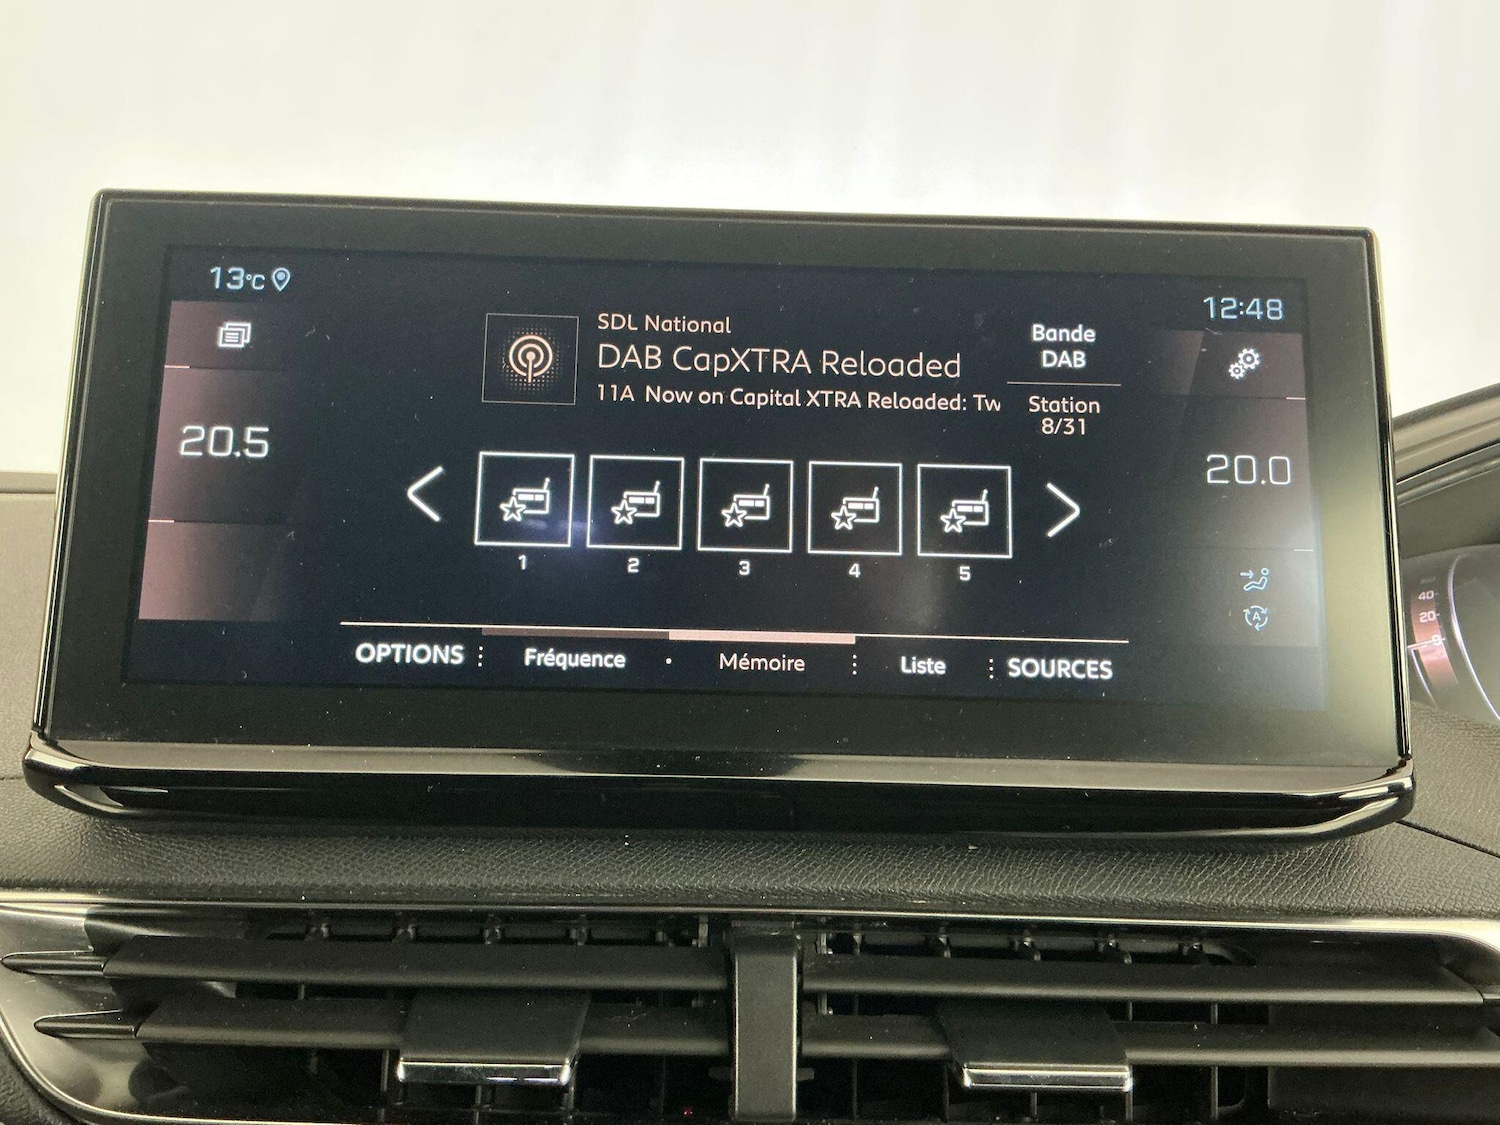 13°C
12:48
SDL National
DAB CapXTRA Reloaded
11A Now on Capital XTRA Reloaded: Tw
Bande
DAB
Station
8/31
20.5
20.0
1 2 3 4 5
A
OPTIONS Fréquence Mémoire Liste SOURCES
40
20